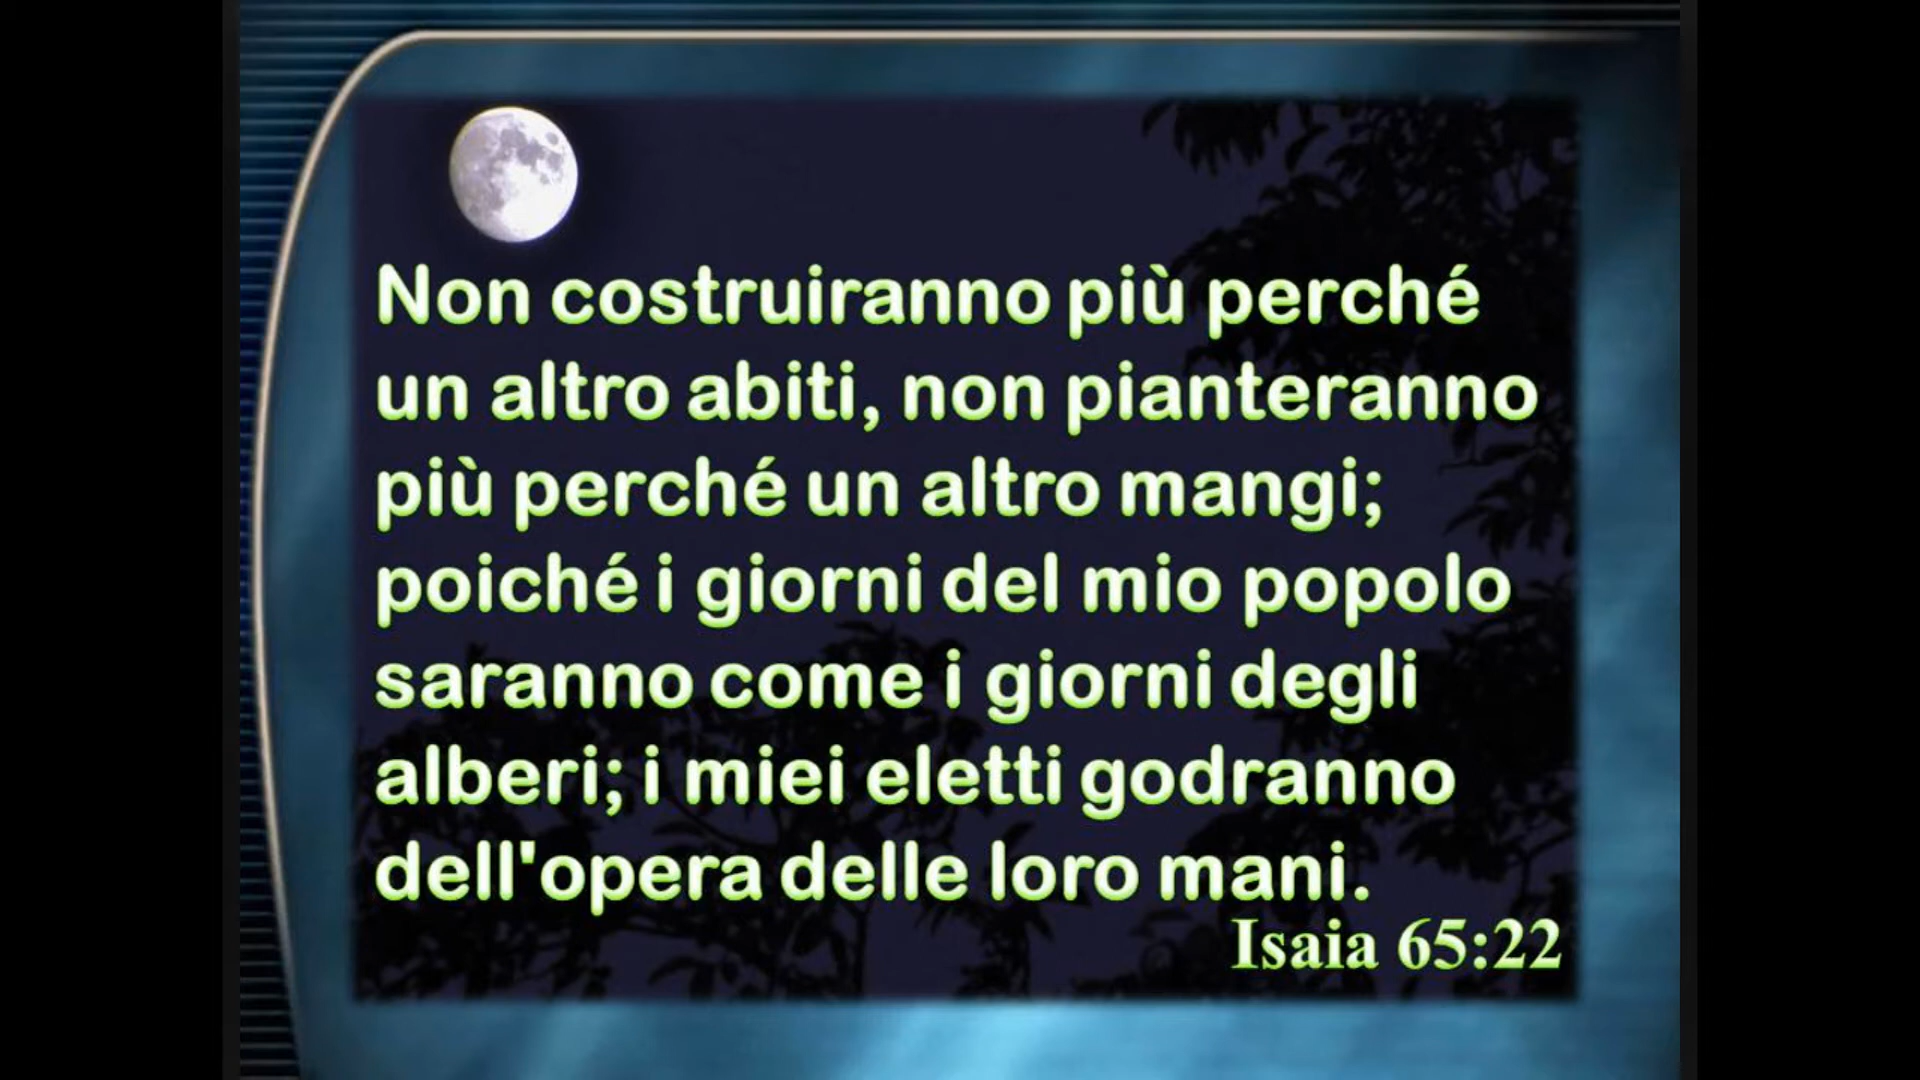 Non costruiranno più perché
un altro abiti, non pianteranno
più perché un altro mangi;
poiché i giorni del mio popolo
saranno come i giorni degli
alberi; i miei eletti godranno
dell'opera delle loro mani.
Isaia 65:22